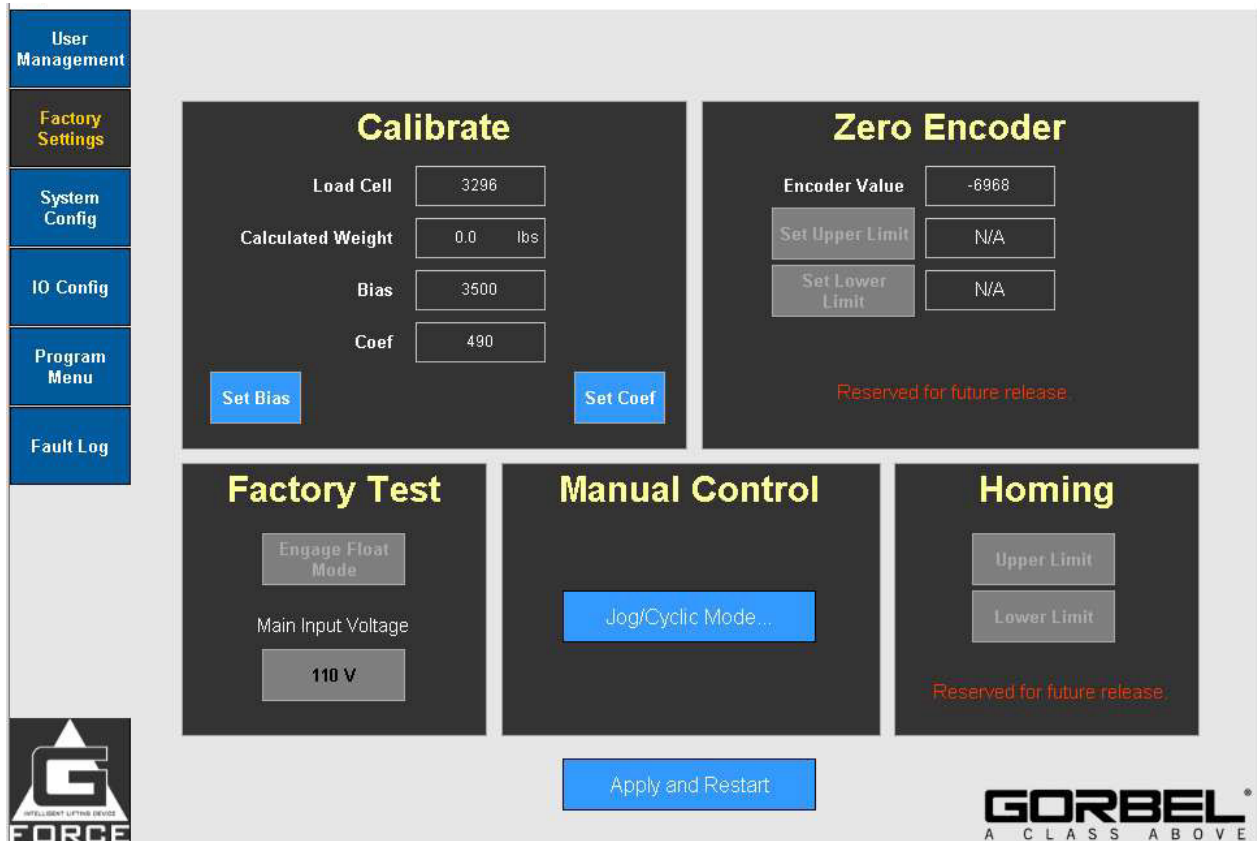 User
Management
Factory
Settings
System
Config
IO Config
Program
Menu
Fault Log
Calibrate
Load Cell 3296
Calculated Weight 0.0 lbs
Bias 3500
Coef 490
Set Bias Set Coef
Zero Encoder
Encoder Value -6968
Set Upper Limit N/A
Set Lower
Limit N/A
Reserved for future release.
Factory Test
Engage Float
Mode
Main Input Voltage
110 V
Manual Control
Jog/Cyclic Mode...
Homing
Upper Limit
Lower Limit
Reserved for future release.
Apply and Restart
G
INTELLIGENT LIFTING DEVICE
FORCE
GORBEL®
A CLASS ABOVE